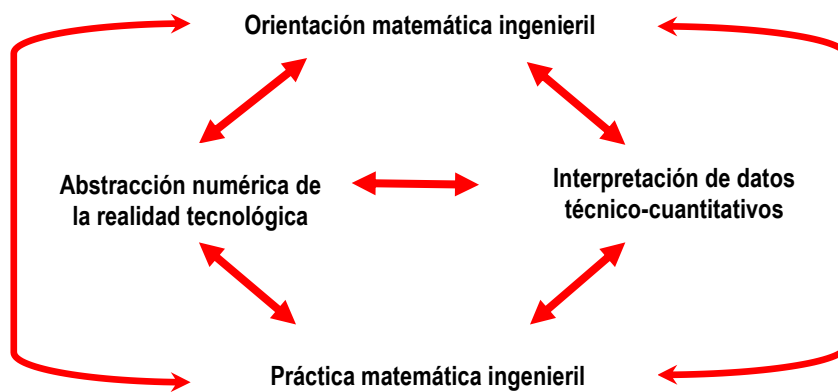 Orientación matemática ingenieril
Abstracción numérica de
la realidad tecnológica
Interpretación de datos
técnico-cuantitativos
Práctica matemática ingenieril